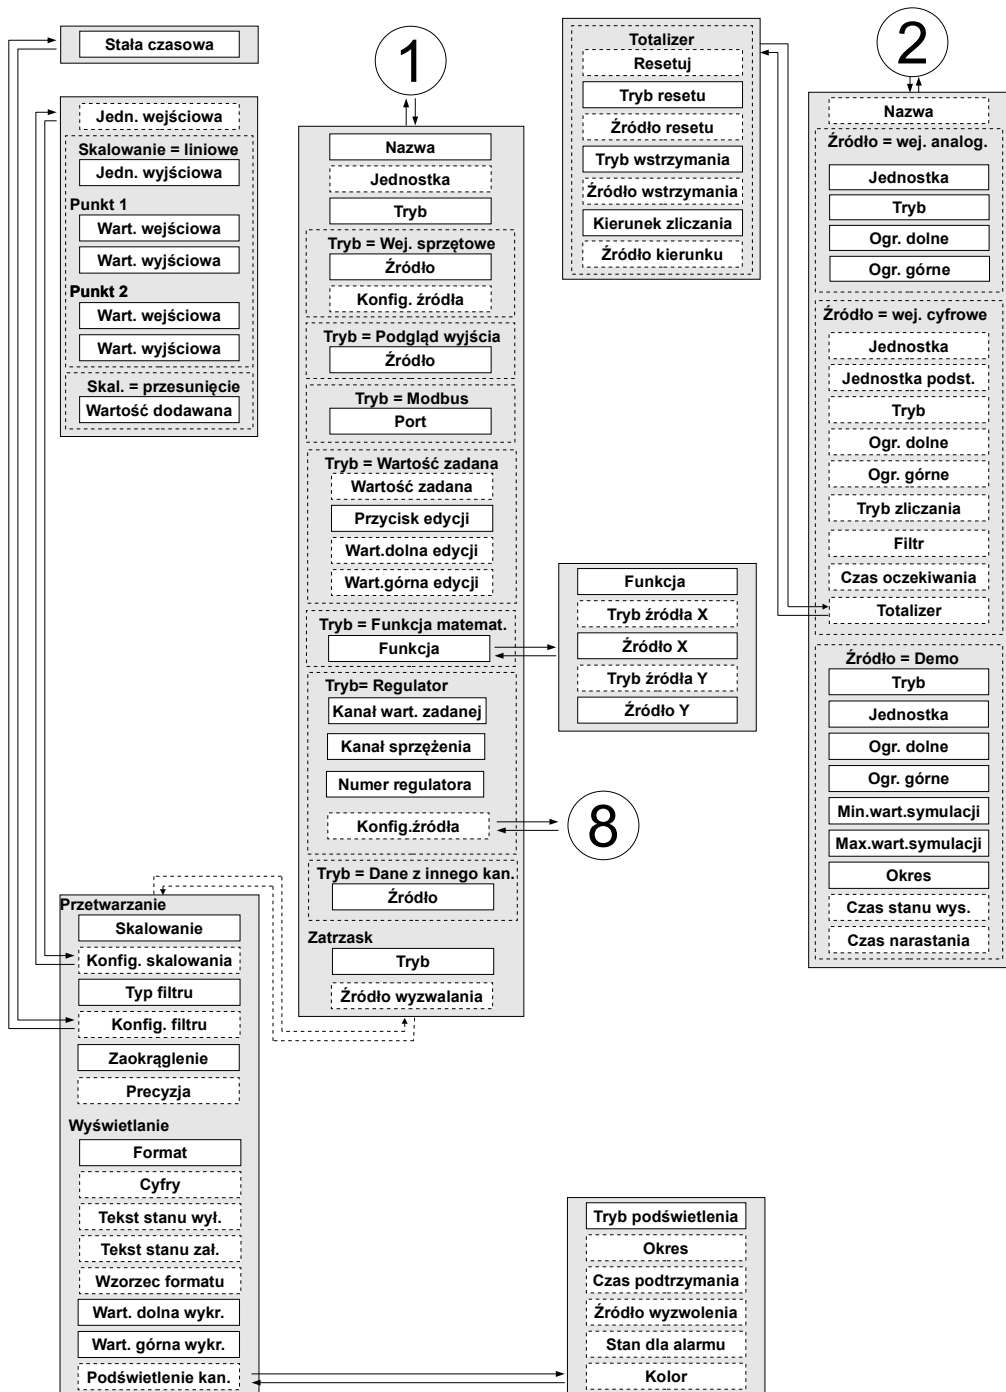 Stała czasowa
Jedn. wejściowa
Skalowanie = liniowe
Jedn. wyjściowa
Punkt 1
Wart. wejściowa
Wart. wyjściowa
Punkt 2
Wart. wejściowa
Wart. wyjściowa
Skal. = przesunięcie
Wartość dodawana
1
Nazwa
Jednostka
Tryb
Tryb = Wej. sprzętowe
Źródło
Konfig. źródła
Tryb = Podgląd wyjścia
Źródło
Tryb = Modbus
Port
Tryb = Wartość zadana
Wartość zadana
Przycisk edycji
Wart.dolna edycji
Wart.górna edycji
Tryb = Funkcja matemat.
Funkcja
Tryb= Regulator
Kanał wart. zadanej
Kanał sprzężenia
Numer regulatora
Konfig.źródła
Tryb = Dane z innego kan.
Źródło
Zatrzask
Tryb
Źródło wyzwalania
Totalizer
Resetuj
Tryb resetu
Źródło resetu
Tryb wstrzymania
Źródło wstrzymania
Kierunek zliczania
Źródło kierunku
Funkcja
Tryb źródła X
Źródło X
Tryb źródła Y
Źródło Y
8
2
Nazwa
Źródło = wej. analog.
Jednostka
Tryb
Ogr. dolne
Ogr. górne
Źródło = wej. cyfrowe
Jednostka
Jednostka podst.
Tryb
Ogr. dolne
Ogr. górne
Tryb zliczania
Filtr
Czas oczekiwania
Totalizer
Źródło = Demo
Tryb
Jednostka
Ogr. dolne
Ogr. górne
Min.wart.symulacji
Max.wart.symulacji
Okres
Czas stanu wys.
Czas narastania
Przetwarzanie
Skalowanie
Konfig. skalowania
Typ filtru
Konfig. filtru
Zaokrąglenie
Precyzja
Wyświetlanie
Format
Cyfry
Tekst stanu wył.
Tekst stanu zał.
Wzorzec formatu
Wart. dolna wykr.
Wart. górna wykr.
Podświetlenie kan.
Tryb podświetlenia
Okres
Czas podtrzymania
Źródło wyzwolenia
Stan dla alarmu
Kolor